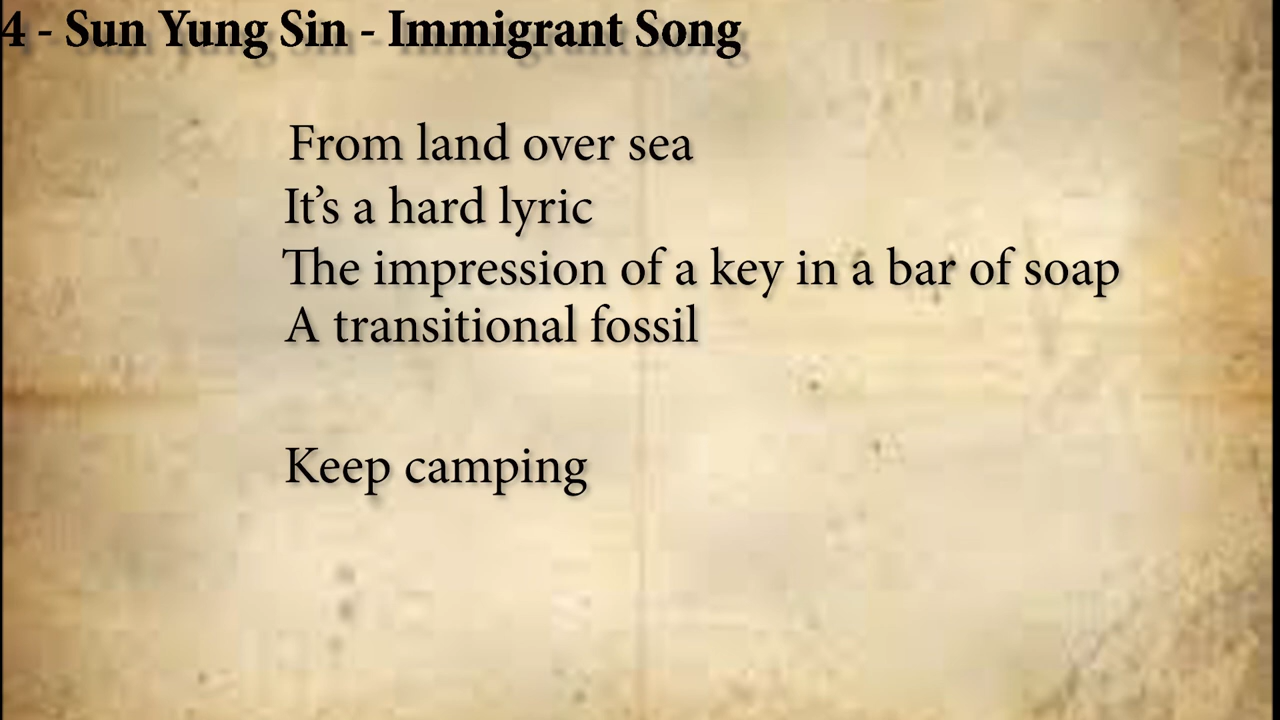 4 - Sun Yung Sin - Immigrant Song
From land over sea
It’s a hard lyric
The impression of a key in a bar of soap
A transitional fossil
Keep camping